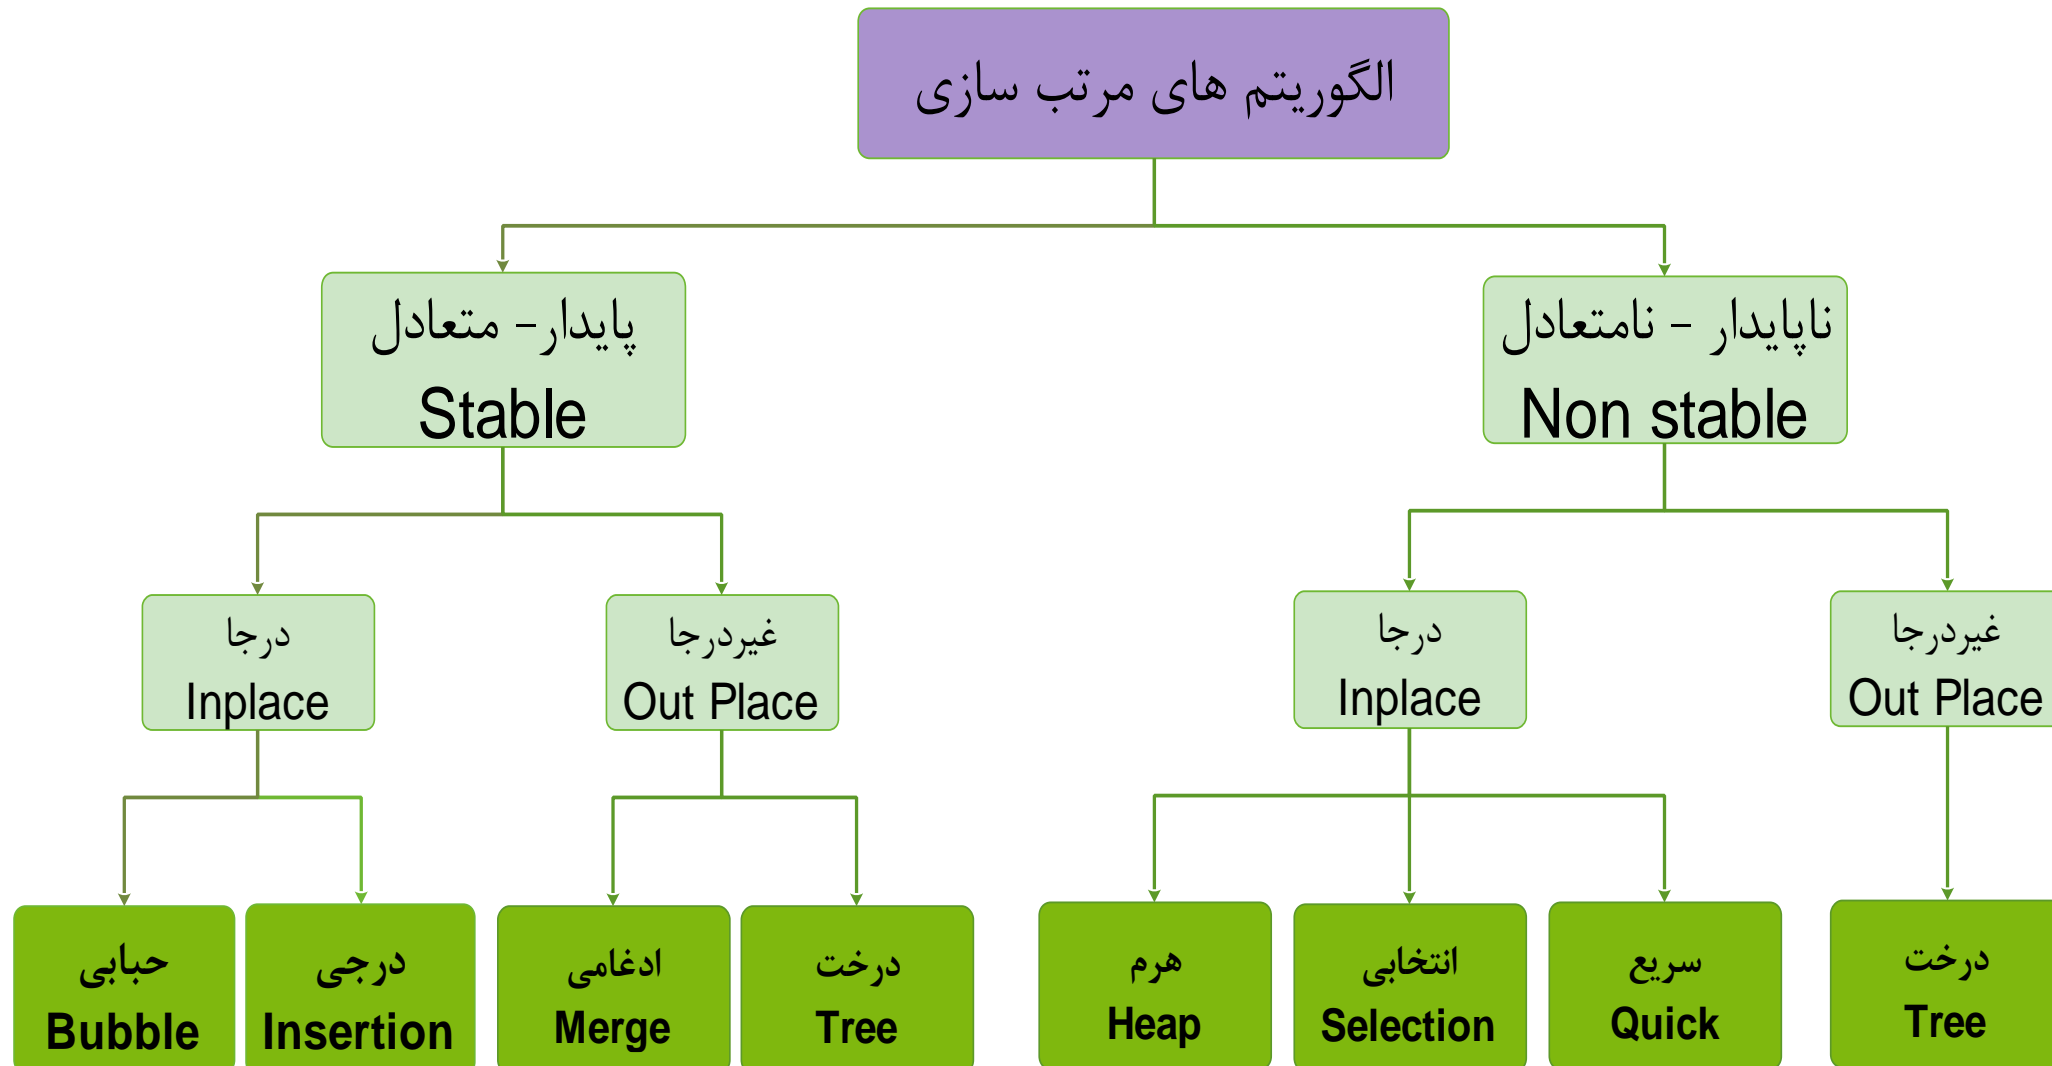 الگوریتم های مرتب سازی
پایدار- متعادل
Stable
ناپایدار - نامتعادل
Non stable
درجا
Inplace
غیردرجا
Out Place
درجا
Inplace
غیردرجا
Out Place
حبابی
Bubble
درجی
Insertion
ادغامی
Merge
درخت
Tree
هرم
Heap
انتخابی
Selection
سریع
Quick
درخت
Tree